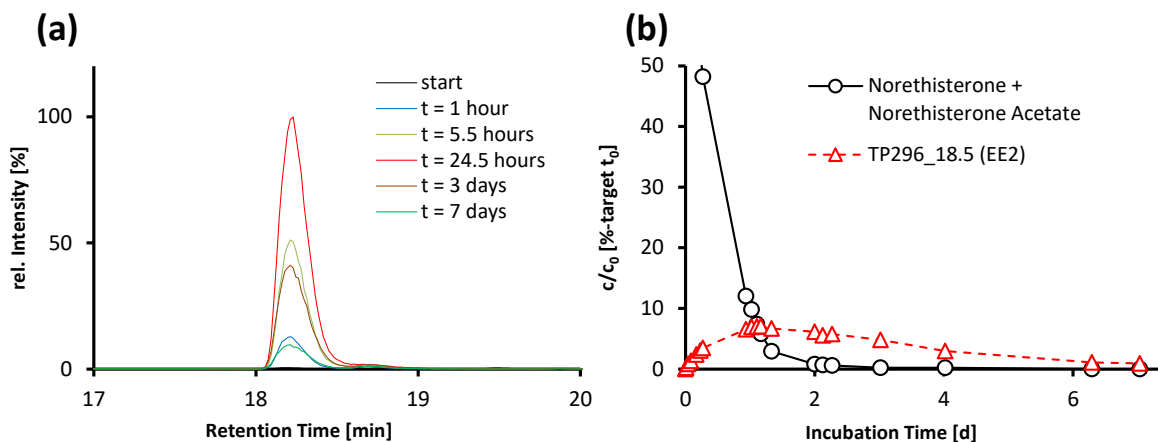 (a)
rel. Intensity [%]
100
50
0
17
18
19
20
Retention Time [min]
start
t = 1 hour
t = 5.5 hours
t = 24.5 hours
t = 3 days
t = 7 days
(b)
c/c₀ [%-target t₀]
50
40
30
20
10
0
0
2
4
6
Incubation Time [d]
Norethisterone +
Norethisterone Acetate
TP296_18.5 (EE2)